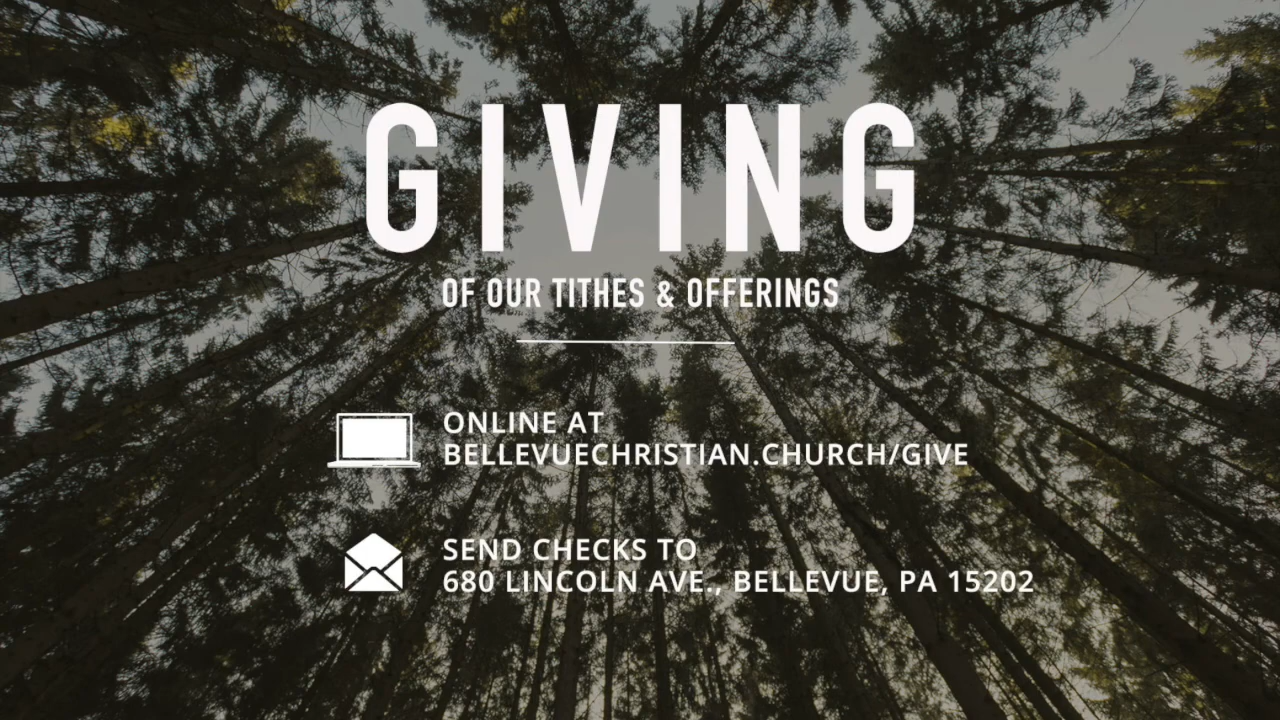 GIVING
OF OUR TITHES & OFFERINGS
ONLINE AT
BELLEVUECHRISTIAN.CHURCH/GIVE
SEND CHECKS TO
680 LINCOLN AVE., BELLEVUE, PA 15202